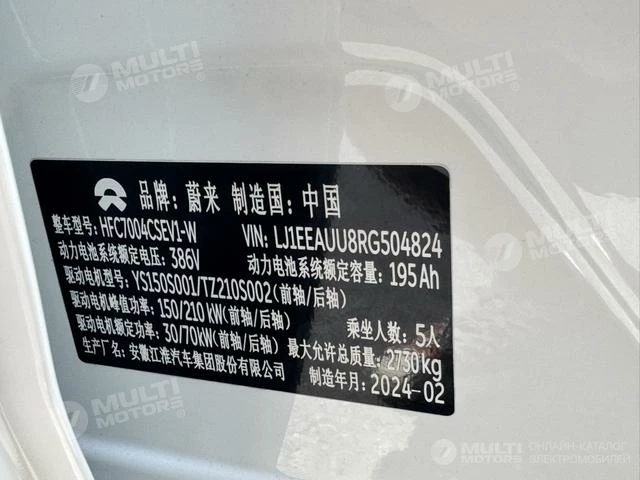 MULTI MOTORS
MULTI MOTORS
品牌: 蔚来 制造国: 中国
整车型号: HFC7004CSEV1-W VIN: LJ1EEAUU8RG504824
动力电池系统额定电压: 386V 动力电池系统额定容量: 195Ah
驱动电机型号: YS150S001/TZ210S002(前轴/后轴)
驱动电机峰值功率: 150/210kW(前轴/后轴) 乘坐人数: 5人
驱动电机额定功率: 30/70kW(前轴/后轴) 最大允许总质量: 2730kg
生产厂名: 安徽江淮汽车集团股份有限公司 制造年月: 2024-02
MULTI MOTORS
MULTI MOTORS
MULTI MOTORS
ОНЛАЙН-КАТАЛОГ
ЭЛЕКТРОМОБИЛЕЙ